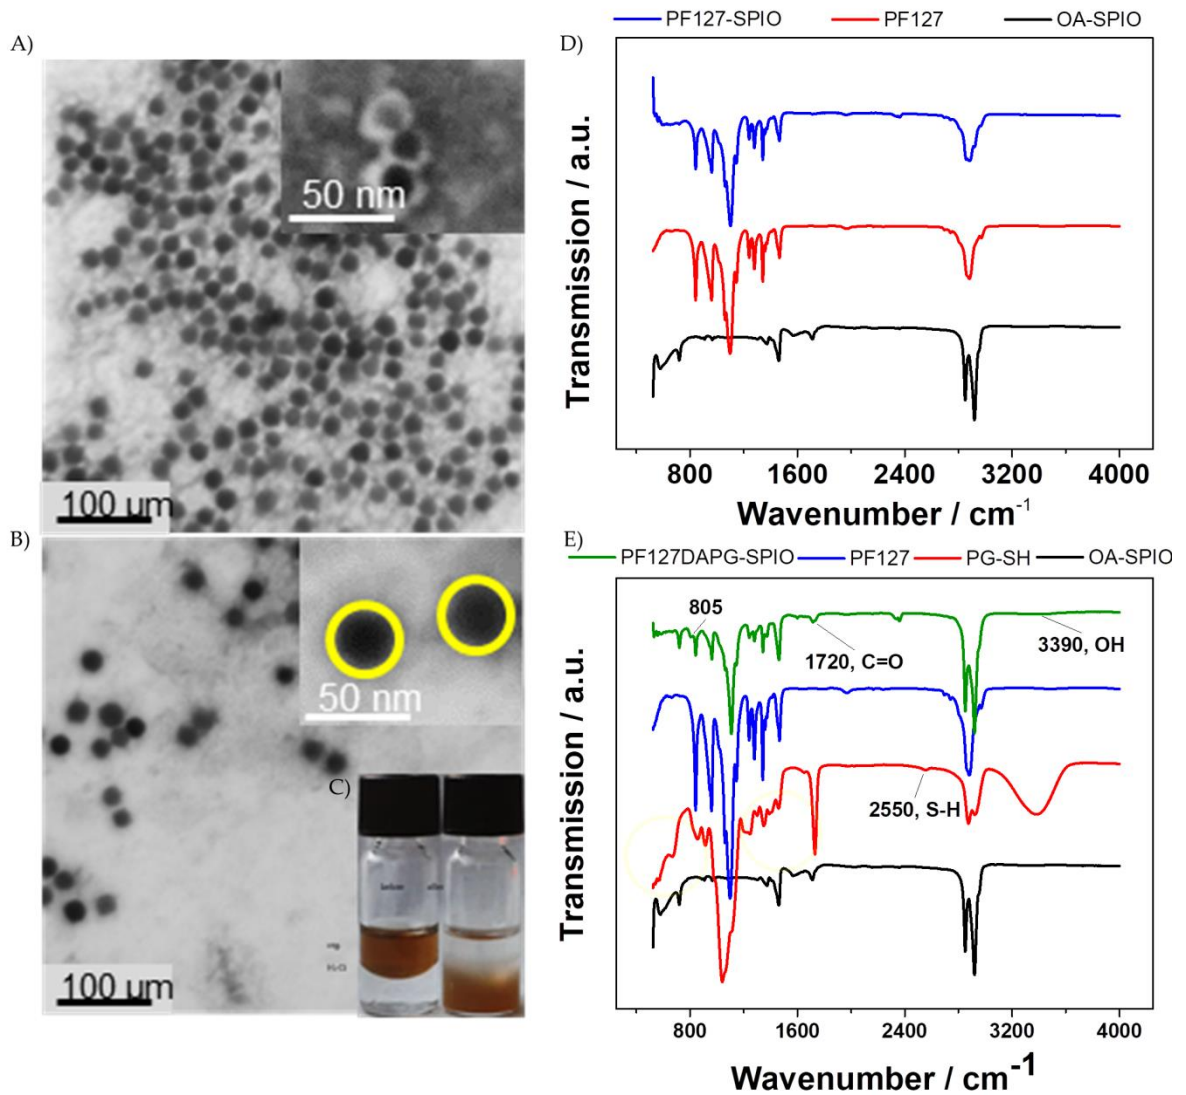 A)
50 nm
100 µm
B)
50 nm
C)
100 µm
D)
PF127-SPIO PF127 OA-SPIO
Transmission / a.u.
800 1600 2400 3200 4000
Wavenumber / cm-1
E)
PF127DAPG-SPIO PF127 PG-SH OA-SPIO
805
1720, C=O
3390, OH
2550, S-H
Transmission / a.u.
800 1600 2400 3200 4000
Wavenumber / cm-1